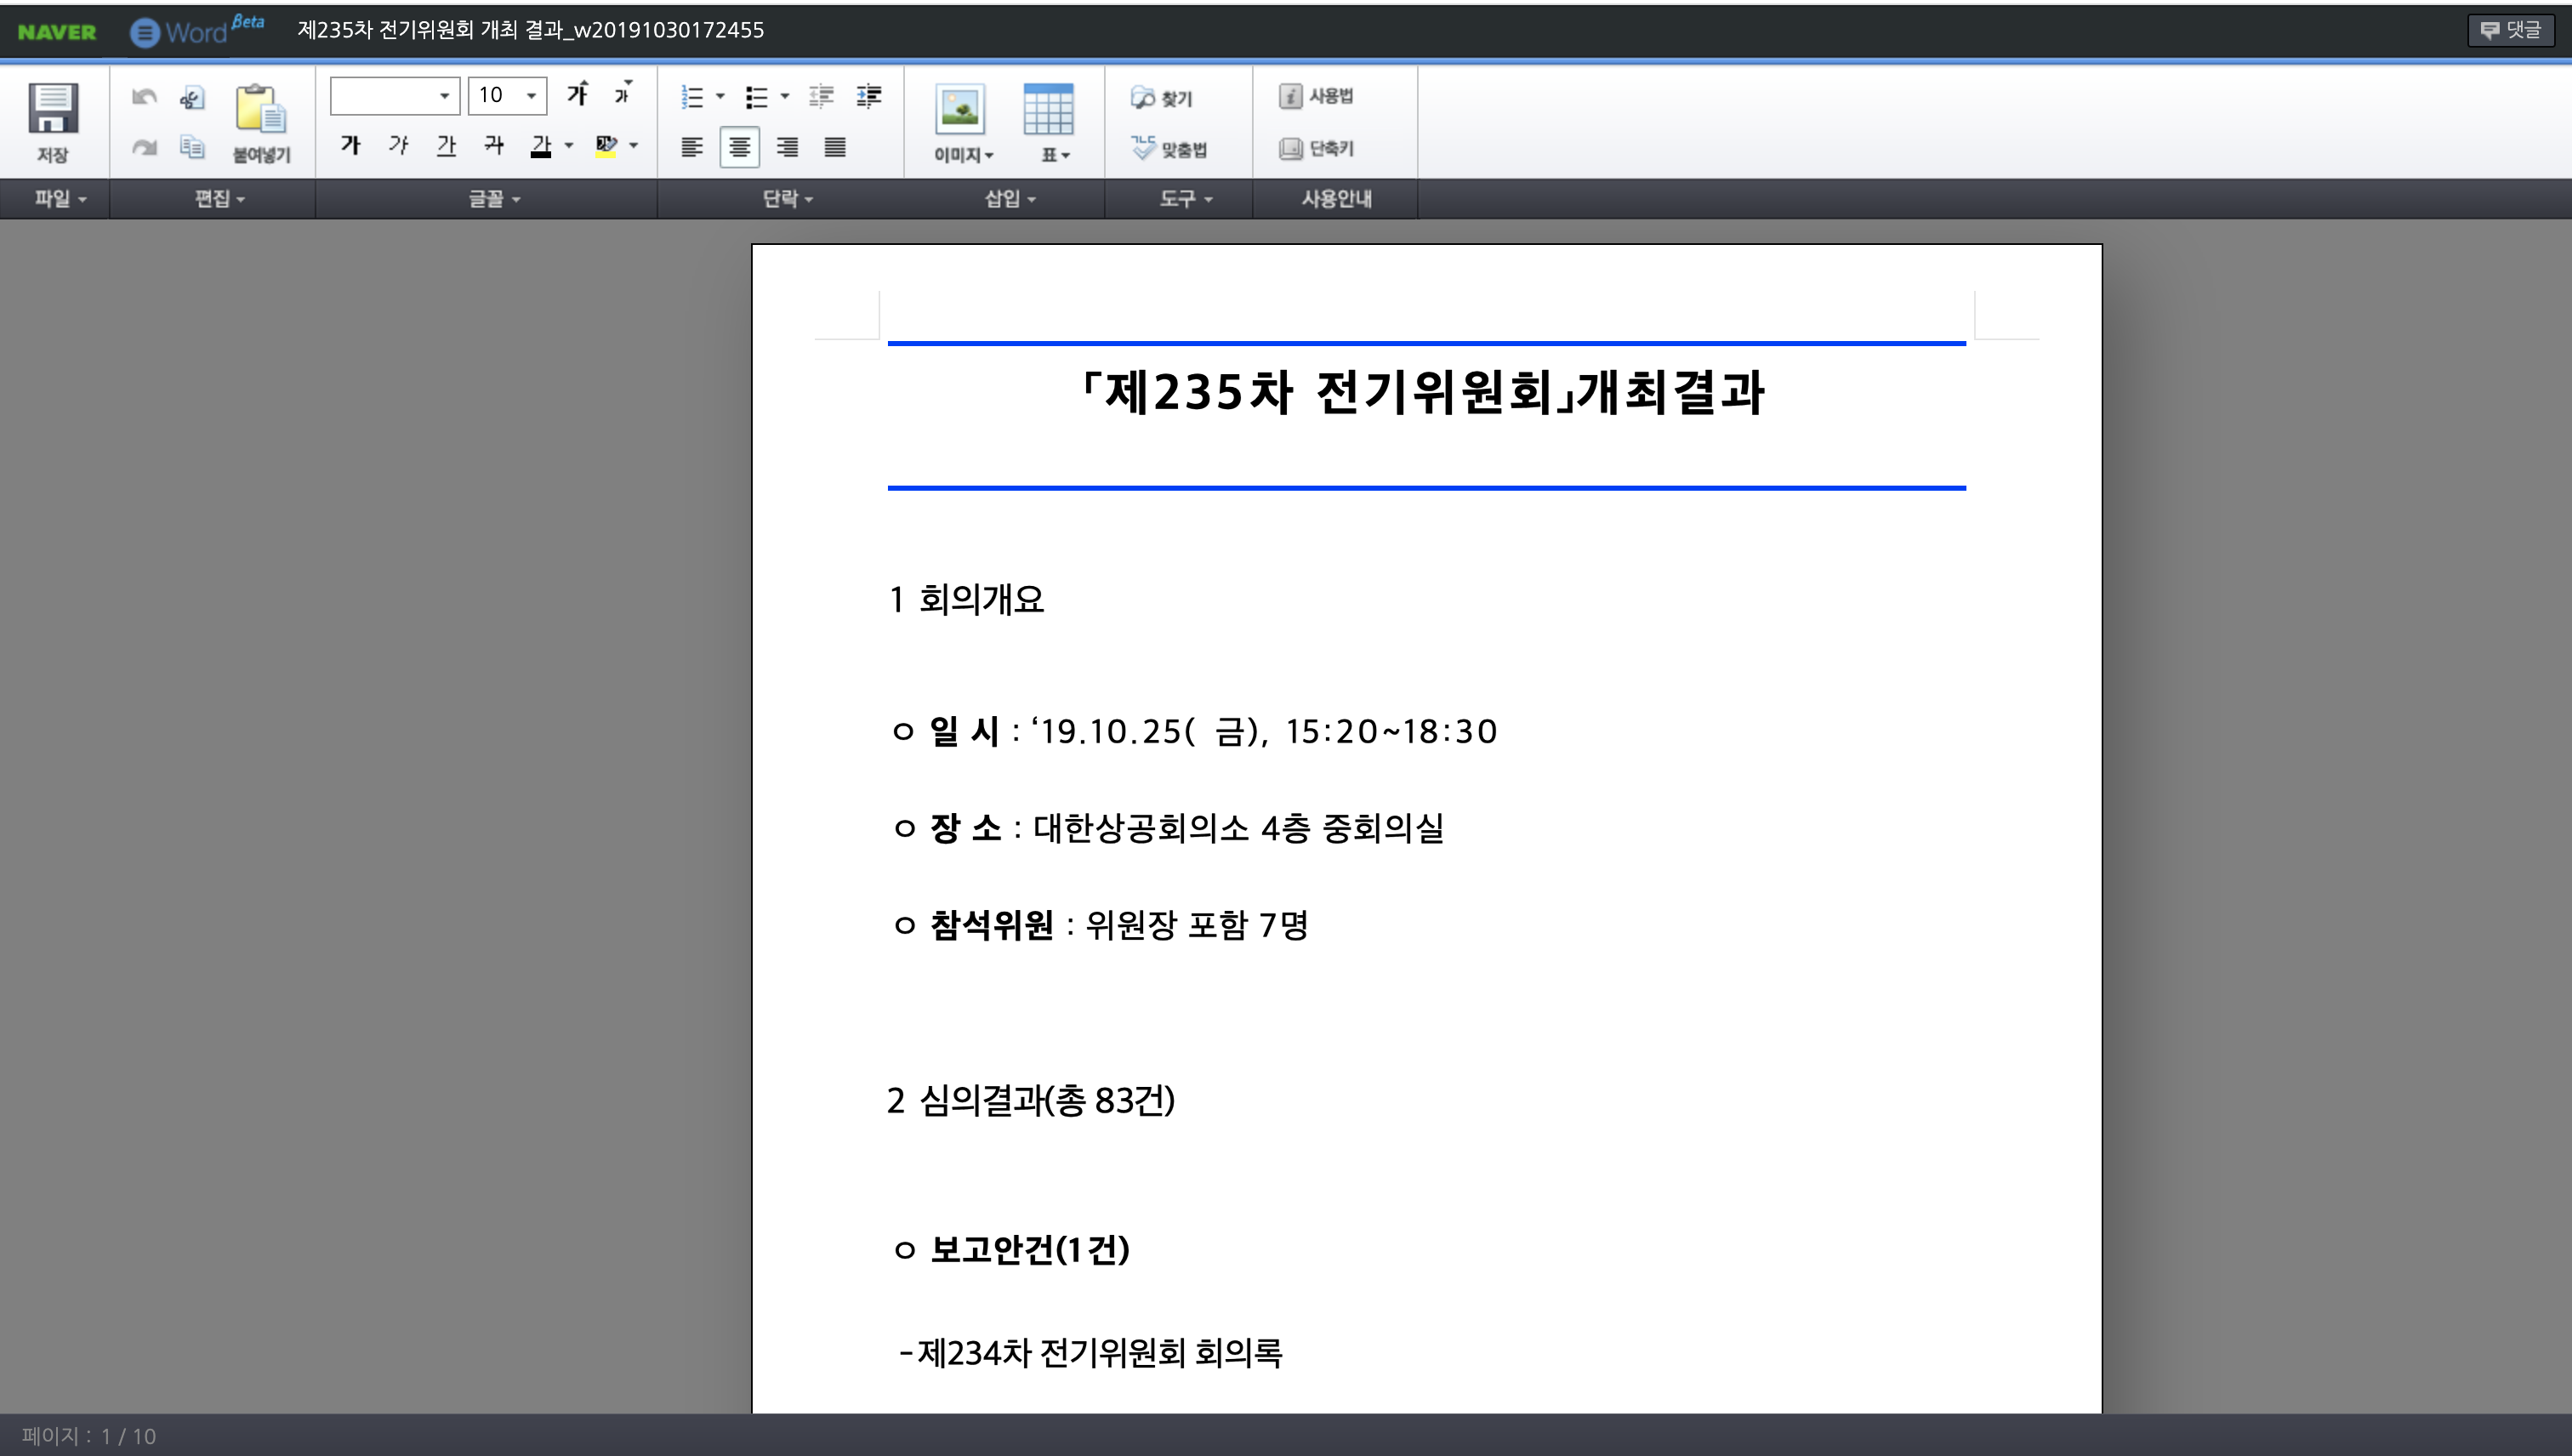 NAVER Word Beta 제235차 전기위원회 개최 결과_w20191030172455 댓글
10 가 가 찾기 사용법
저장 붙여넣기 가 가 가 가 가 가 이미지 표 맞춤법 단축키
파일 편집 글꼴 단락 삽입 도구 사용안내
「제235차 전기위원회」개최결과
1 회의개요
ㅇ 일 시 : ‘19.10.25( 금), 15:20~18:30
ㅇ 장 소 : 대한상공회의소 4층 중회의실
ㅇ 참석위원 : 위원장 포함 7명
2 심의결과(총 83건)
ㅇ 보고안건(1건)
-제234차 전기위원회 회의록
페이지 : 1 / 10